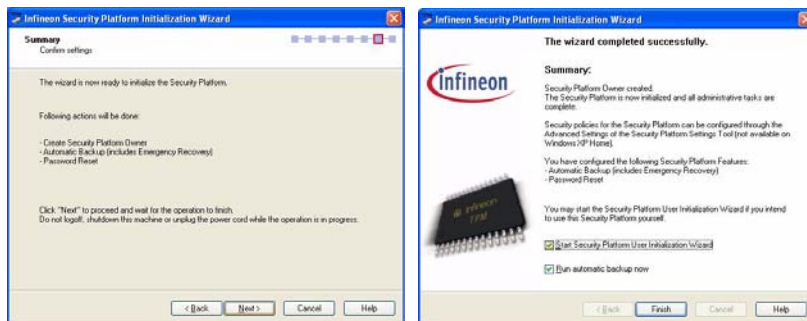 Infineon Security Platform Initialization Wizard
Summary
Confirm settings
The wizard is now ready to initialize the Security Platform.
Following actions will be done:
- Create Security Platform Owner
- Automatic Backup (includes Emergency Recovery)
- Password Reset
Click "Next" to proceed and wait for the operation to finish.
Do not logoff, shutdown this machine or unplug the power cord while the operation is in progress.
< Back
Next >
Cancel
Help
Infineon Security Platform Initialization Wizard
The wizard completed successfully.
infineon
Summary:
Security Platform Owner created.
The Security Platform is now initialized and all administrative tasks are
complete.
Security policies for the Security Platform can be configured through the
Advanced Settings of the Security Platform Settings Tool (not available on
Windows XP Home).
You have configured the following Security Platform Features:
- Automatic Backup (includes Emergency Recovery)
- Password Reset
infineon
TPM
You may start the Security Platform User Initialization Wizard if you intend
to use this Security Platform yourself.
Start Security Platform User Initialization Wizard
Run automatic backup now
< Back
Finish
Cancel
Help